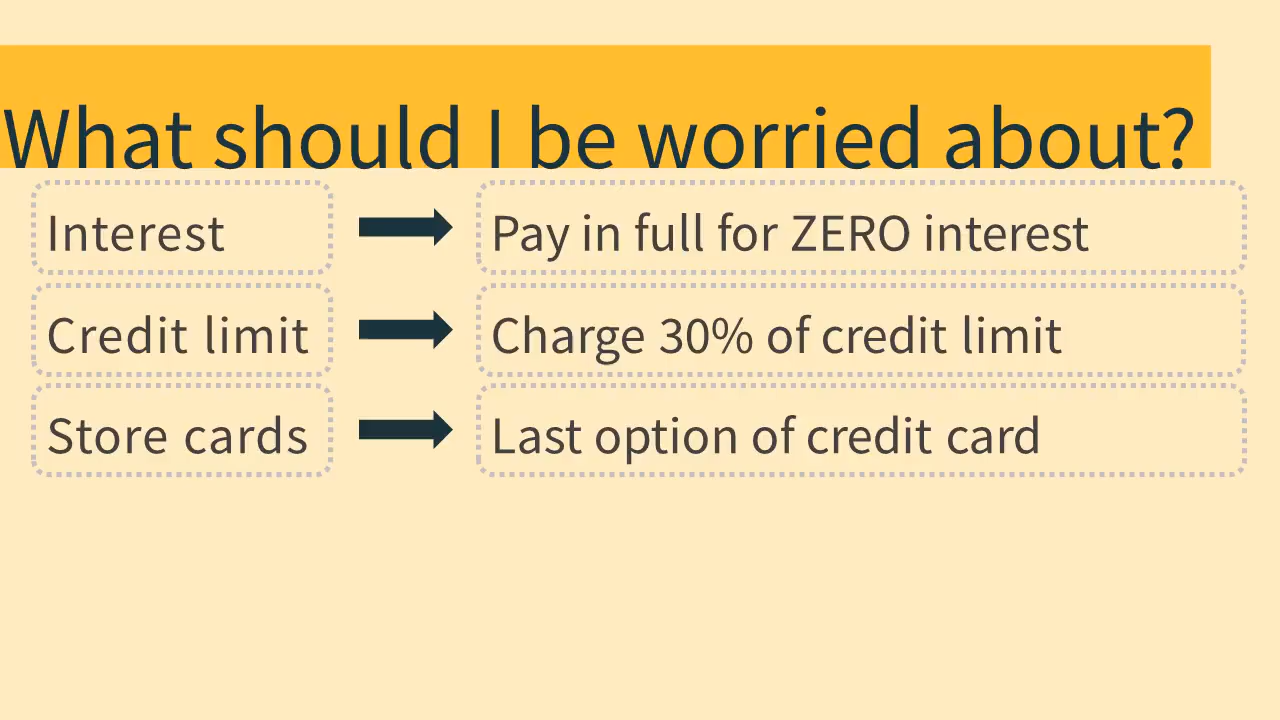 What should I be worried about?
Interest
Pay in full for ZERO interest
Credit limit
Charge 30% of credit limit
Store cards
Last option of credit card